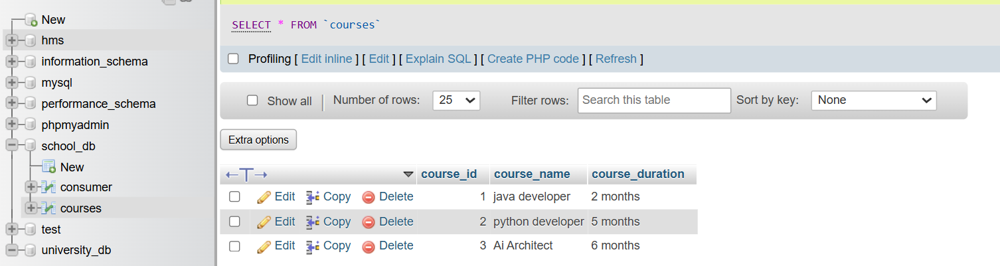 New
hms
information_schema
mysql
performance_schema
phpmyadmin
school_db
New
consumer
courses
test
university_db
SELECT * FROM `courses`
Profiling [ Edit inline ] [ Edit ] [ Explain SQL ] [ Create PHP code ] [ Refresh ]
Show all | Number of rows: 25 Filter rows: Search this table Sort by key: None
Extra options
course_id course_name course_duration
Edit Copy Delete 1 java developer 2 months
Edit Copy Delete 2 python developer 5 months
Edit Copy Delete 3 Ai Architect 6 months